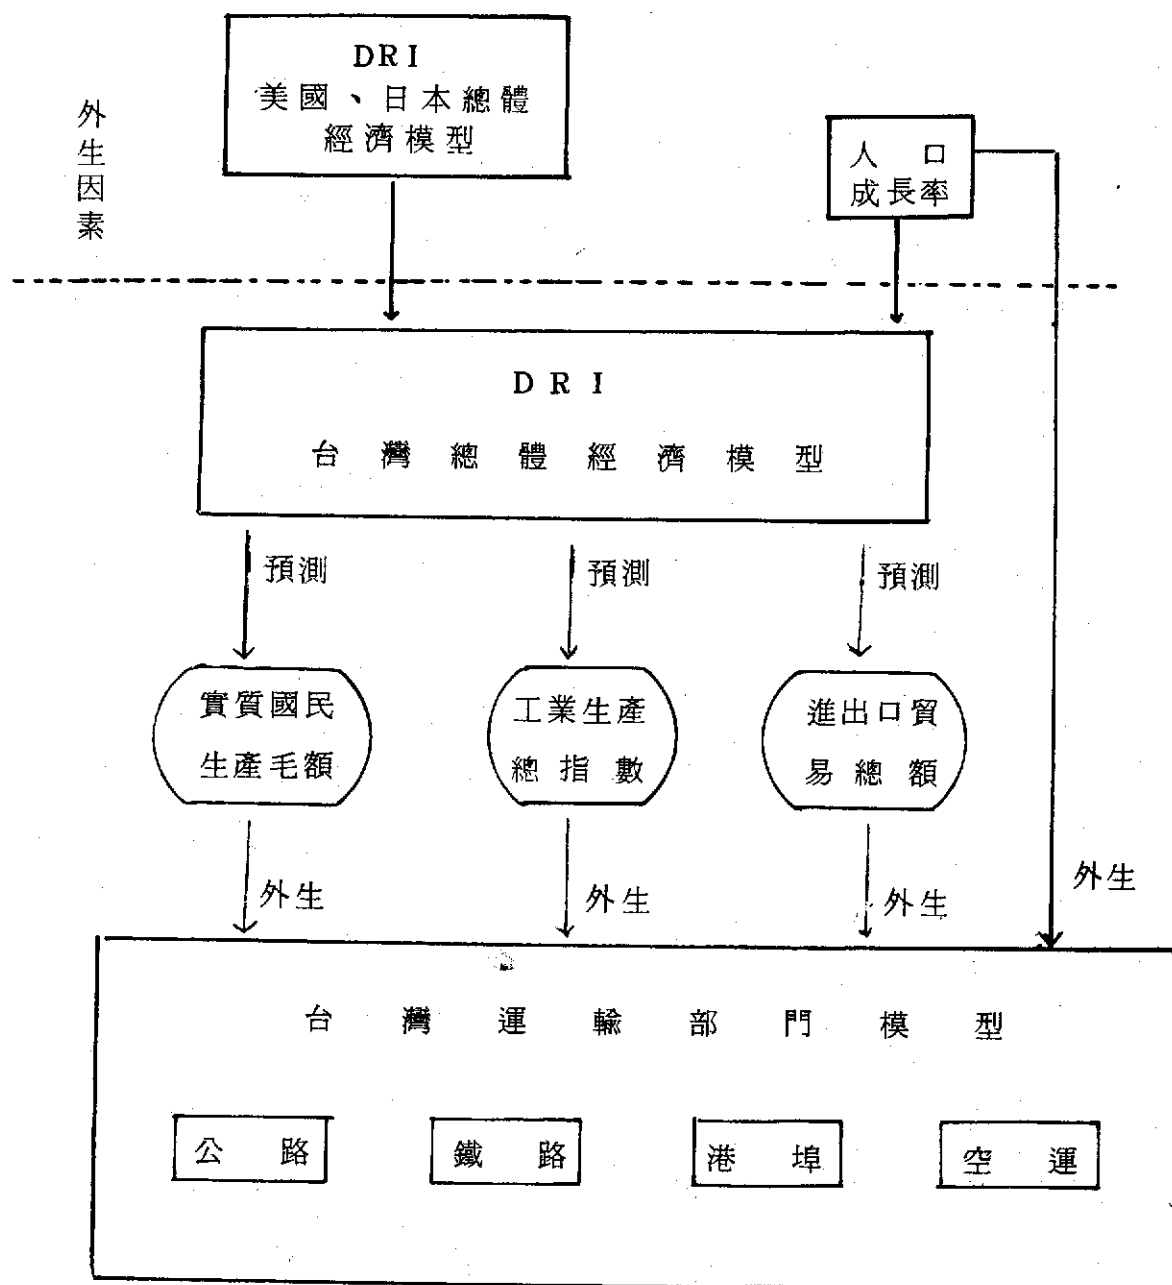 DRI
美國、日本總體
經濟模型
外生因素
人口
成長率
DRI
台灣總體經濟模型
預測
預測
預測
實質國民
生產毛額
工業生產
總指數
進出口貿
易總額
外生
外生
外生
外生
台灣運輸部門模型
公路
鐵路
港埠
空運